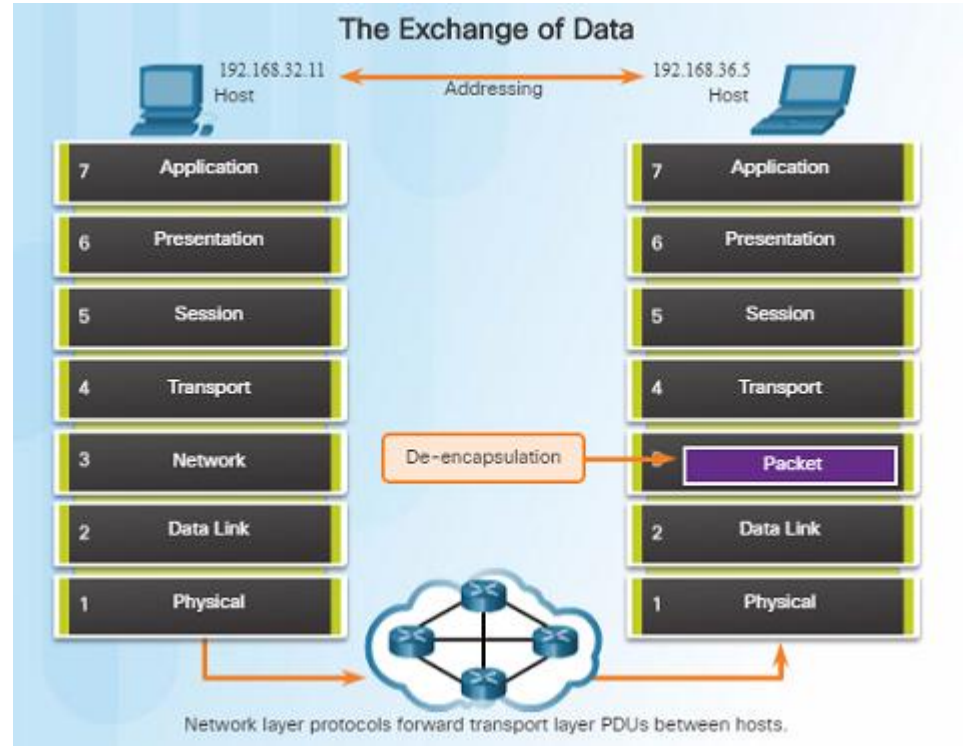 The Exchange of Data
192.168.32.11
Host
Addressing
192.168.36.5
Host
7 Application
6 Presentation
5 Session
4 Transport
3 Network
2 Data Link
1 Physical
De-encapsulation
7 Application
6 Presentation
5 Session
4 Transport
Packet
2 Data Link
1 Physical
Network layer protocols forward transport layer PDUs between hosts.